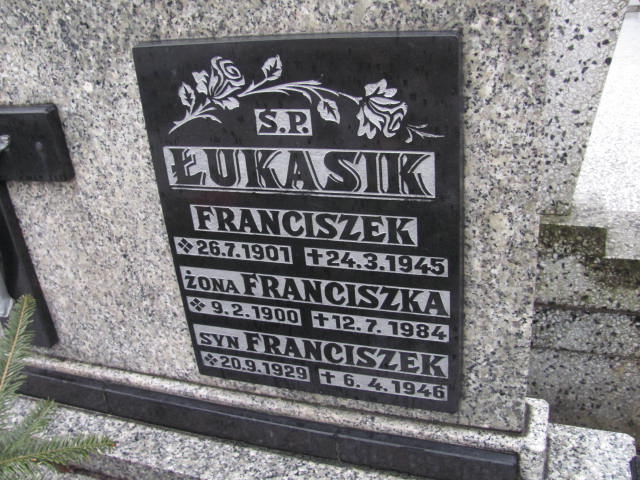 Ś.P.
ŁUKASIK
FRANCISZEK
26.7.1901 ✝24.3.1945
ŻONA FRANCISZKA
9.2.1900 ✝12.7.1984
SYN FRANCISZEK
20.9.1929 ✝6.4.1946